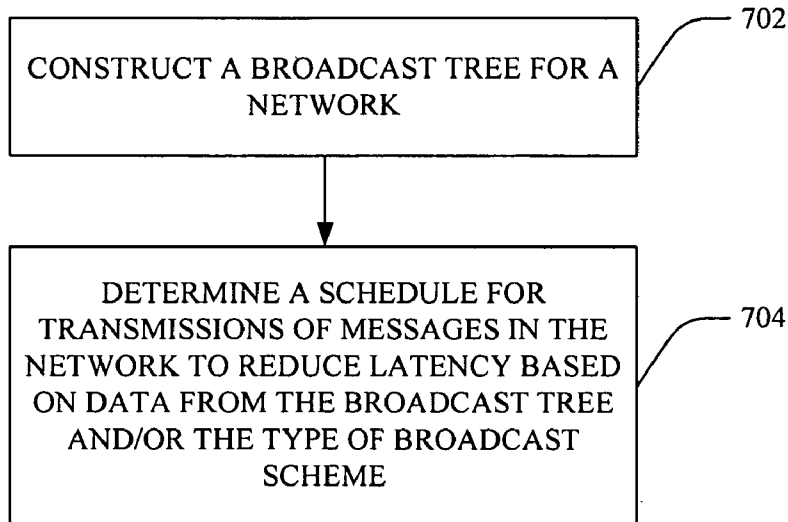 702
CONSTRUCT A BROADCAST TREE FOR A
NETWORK
DETERMINE A SCHEDULE FOR
TRANSMISSIONS OF MESSAGES IN THE
NETWORK TO REDUCE LATENCY BASED
ON DATA FROM THE BROADCAST TREE
AND/OR THE TYPE OF BROADCAST
SCHEME
704